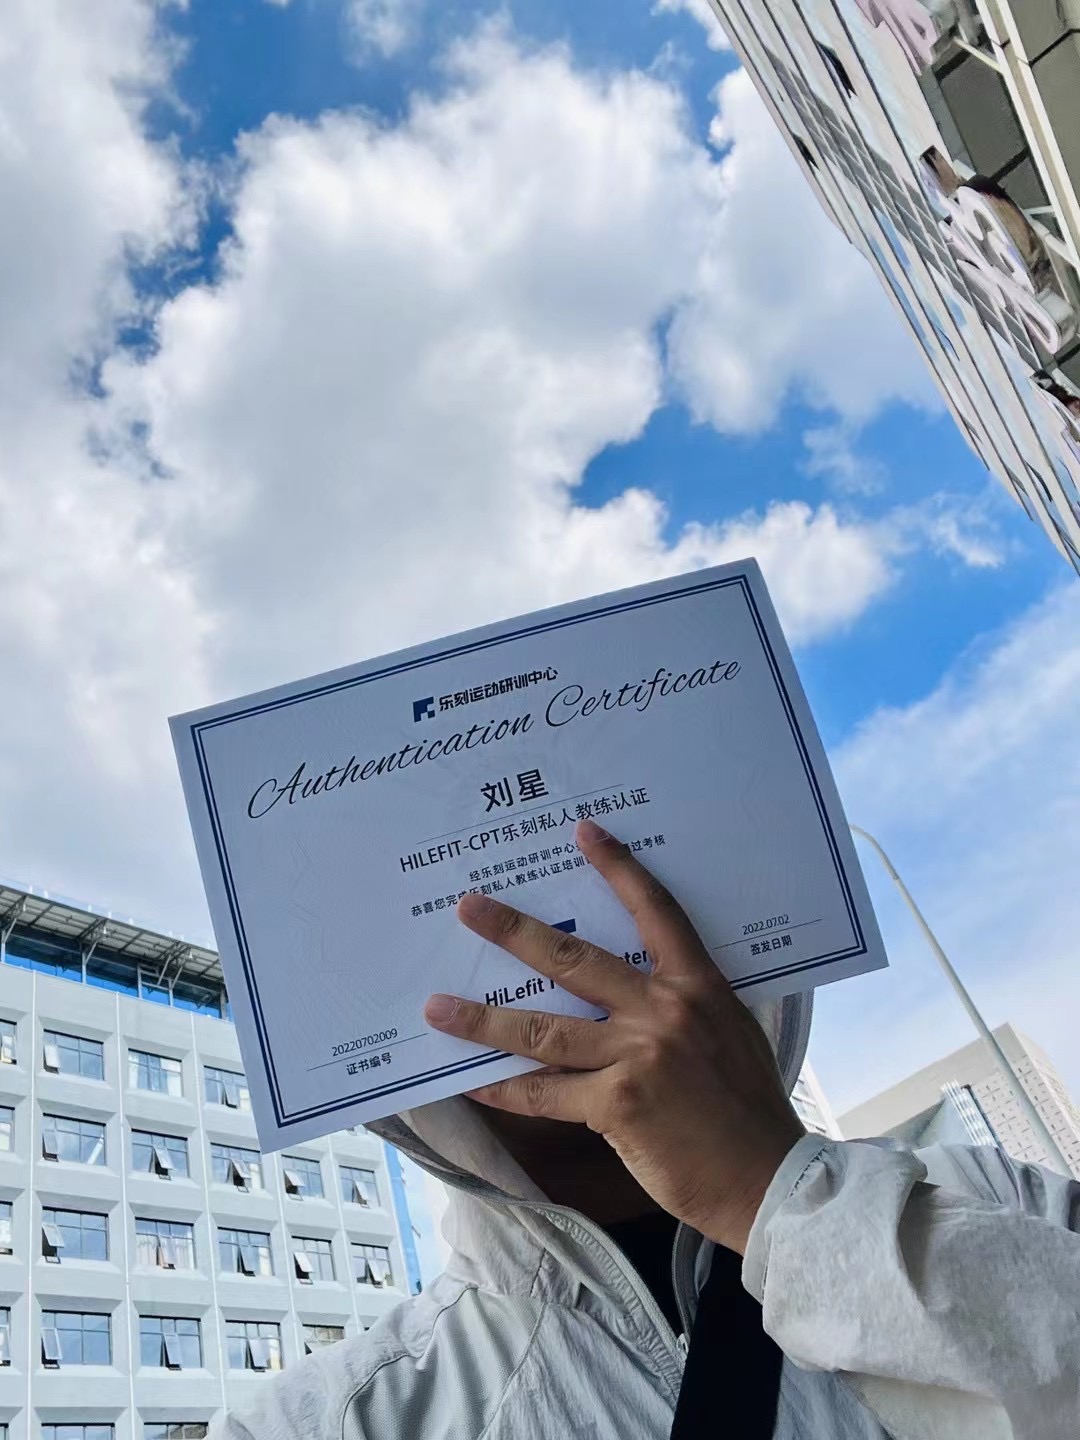 乐刻运动研训中心
Authentication Certificate
刘星
HILEFIT-CPT乐刻私人教练认证
经乐刻运动研训中心 过考核
恭喜您完成乐刻私人教练认证培训
HiLefit
2022.07.02
签发日期
20220702009
证书编号